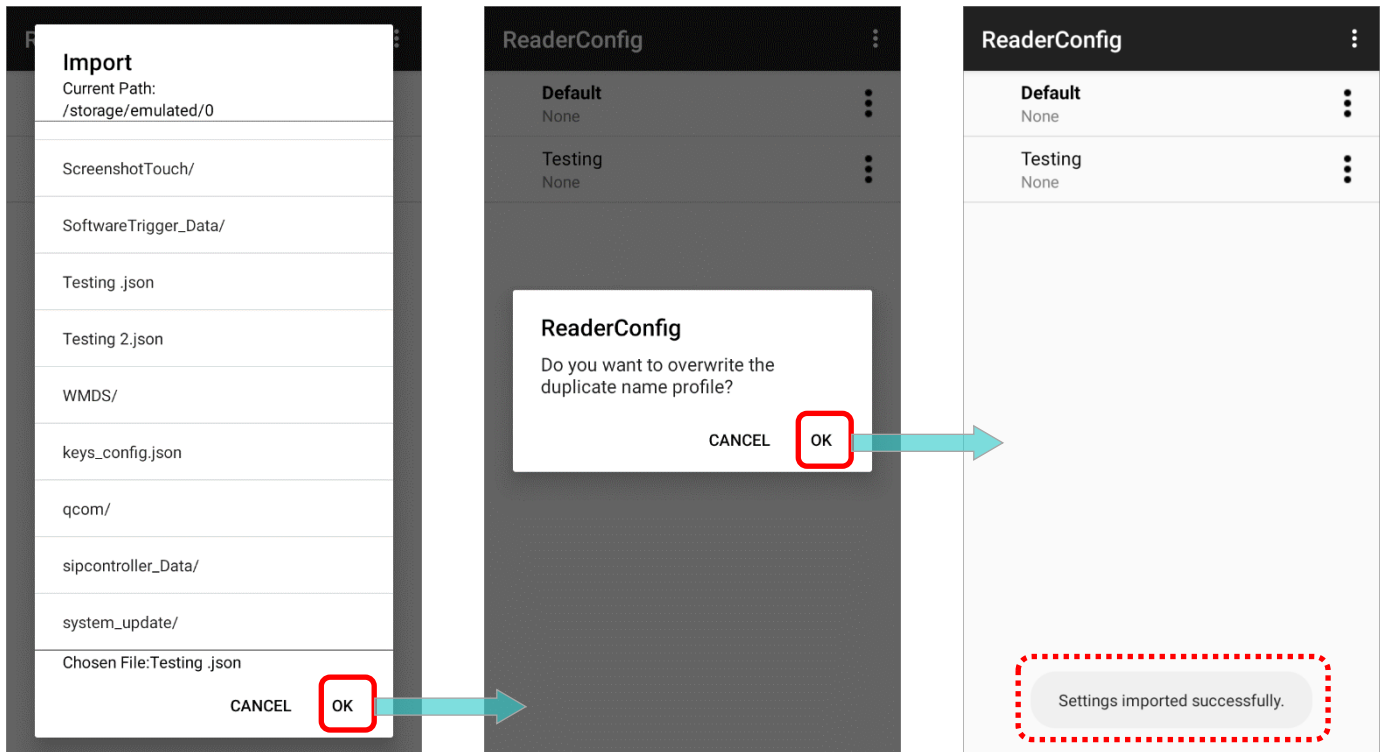 R
Import
Current Path:
/storage/emulated/0
ScreenshotTouch/
SoftwareTrigger_Data/
Testing .json
Testing 2.json
WMDS/
keys_config.json
qcom/
sipcontroller_Data/
system_update/
Chosen File:Testing .json
CANCEL OK
ReaderConfig
Default
None
Testing
None
ReaderConfig
Do you want to overwrite the
duplicate name profile?
CANCEL OK
ReaderConfig
Default
None
Testing
None
Settings imported successfully.